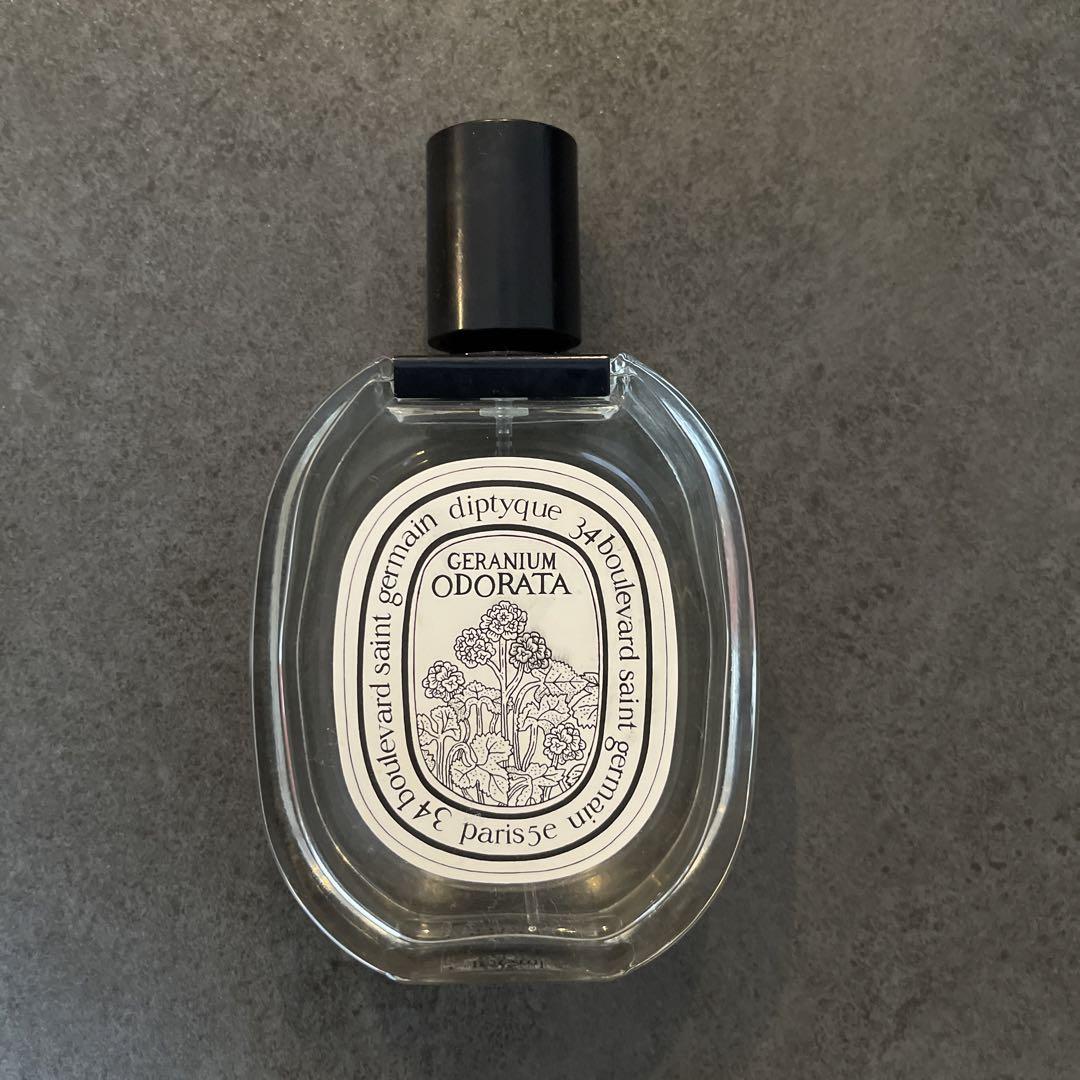 diptyque 34 boulevard saint germain
paris 5e
34 boulevard saint germain
GERANIUM
ODORATA